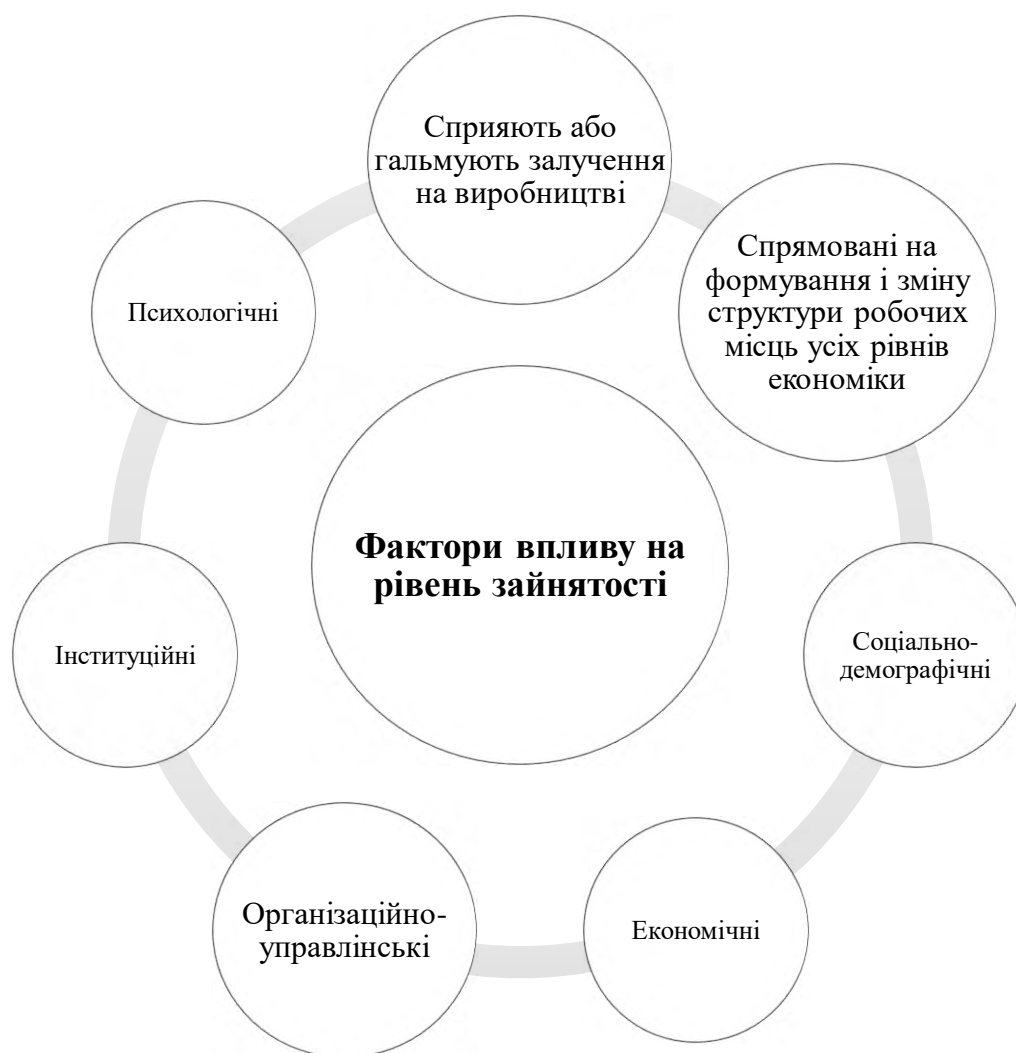 Сприяють або
гальмують залучення
на виробництві
Спрямовані на
формування і зміну
структури робочих
місць усіх рівнів
економіки
Психологічні
Фактори впливу на
рівень зайнятості
Інституційні
Соціально-
демографічні
Організаційно-
управлінські
Економічні